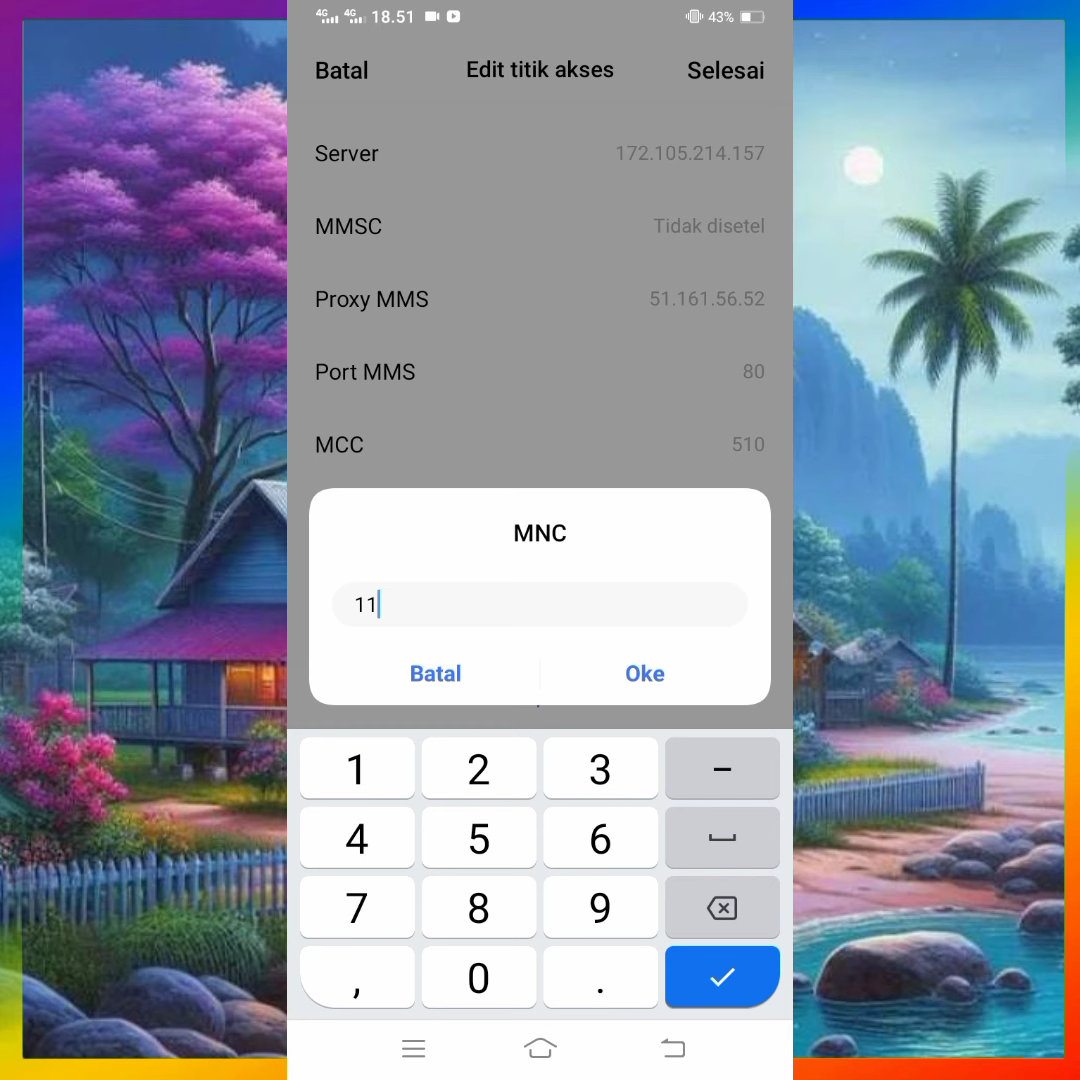 4G 4G 18.51 43%
Batal Edit titik akses Selesai
Server 172.105.214.157
MMSC Tidak disetel
Proxy MMS 51.161.56.52
Port MMS 80
MCC 510
MNC
11
Batal Oke
1 2 3 –
4 5 6
7 8 9
, 0 .